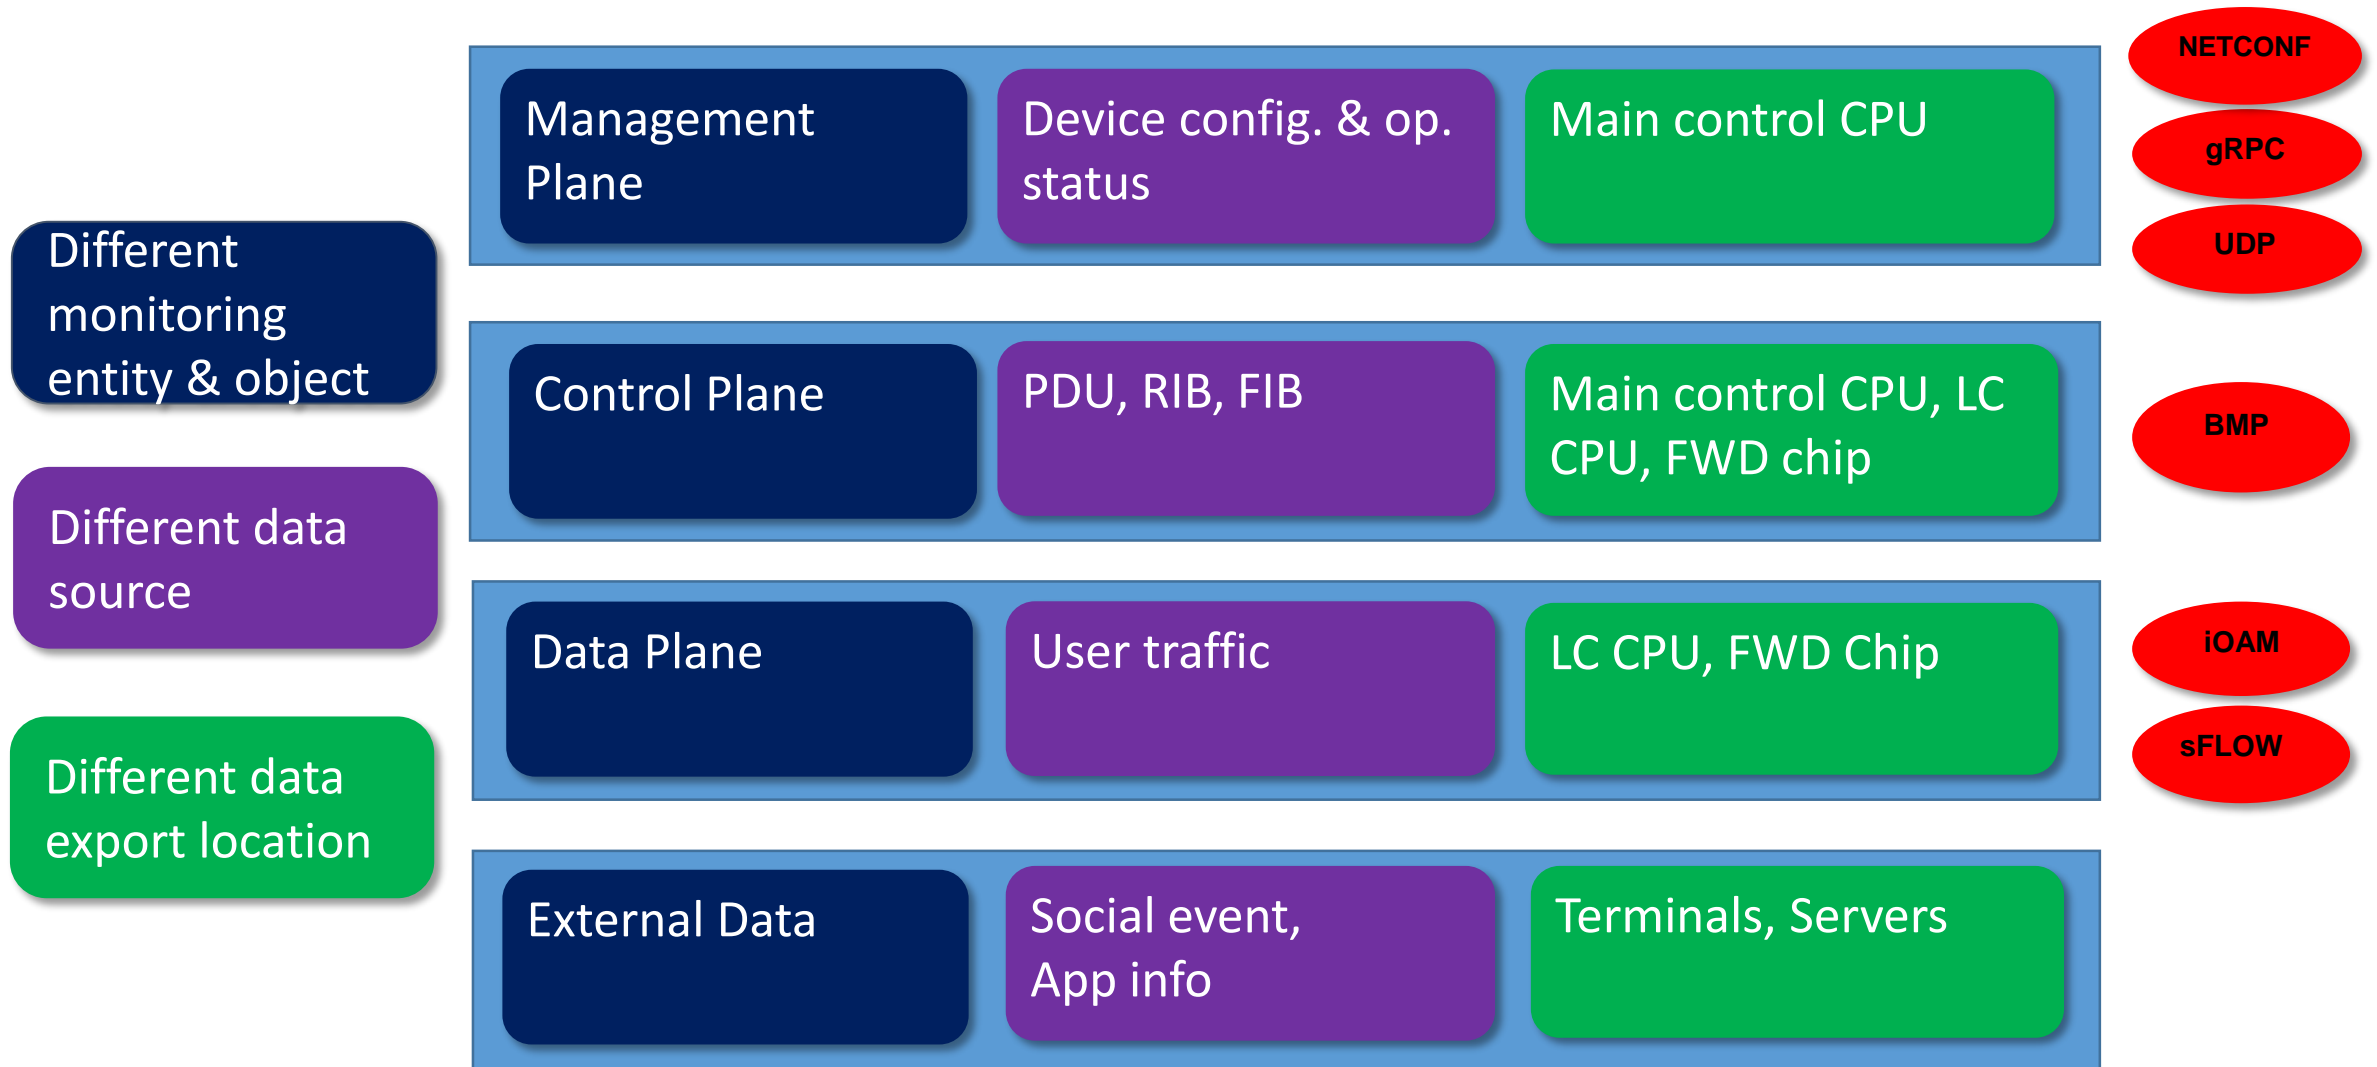 Different
monitoring
entity & object
Different data
source
Different data
export location
Management
Plane
Device config. & op.
status
Main control CPU
NETCONF
gRPC
UDP
Control Plane
PDU, RIB, FIB
Main control CPU, LC
CPU, FWD chip
BMP
Data Plane
User traffic
LC CPU, FWD Chip
iOAM
sFLOW
External Data
Social event,
App info
Terminals, Servers